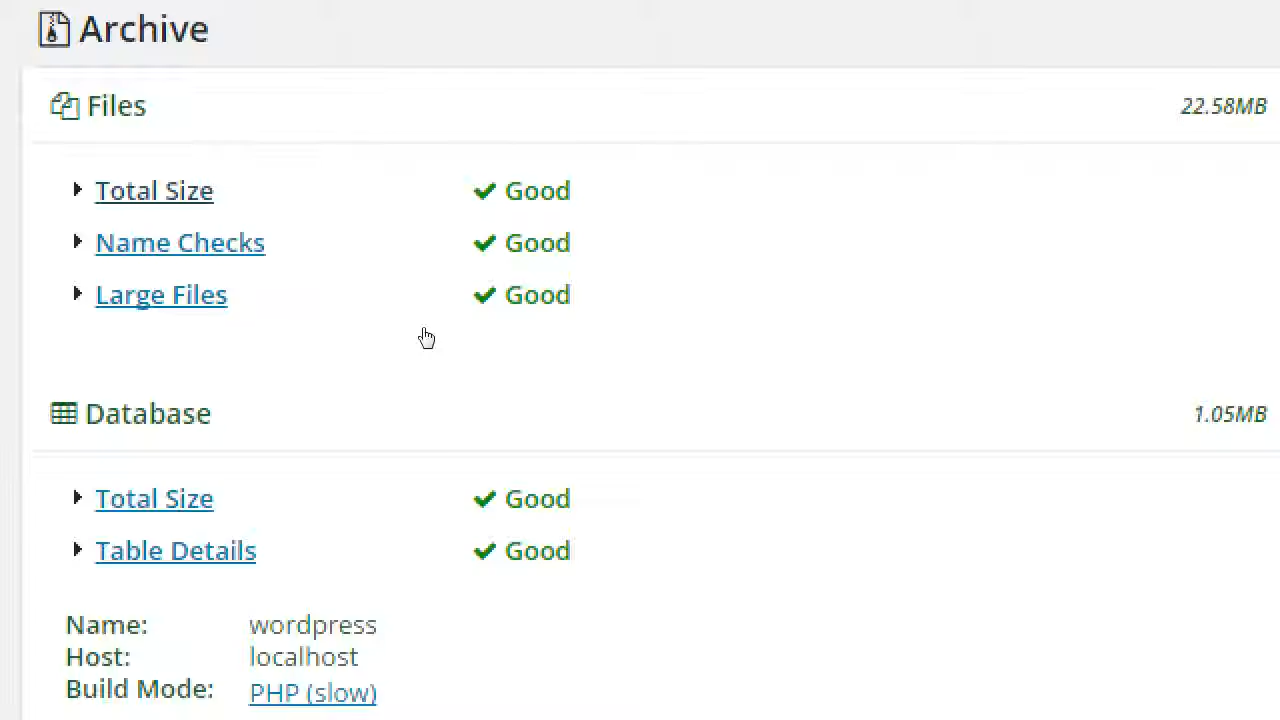 Archive
Files 22.58MB
Total Size Good
Name Checks Good
Large Files Good
Database 1.05MB
Total Size Good
Table Details Good
Name: wordpress
Host: localhost
Build Mode: PHP (slow)